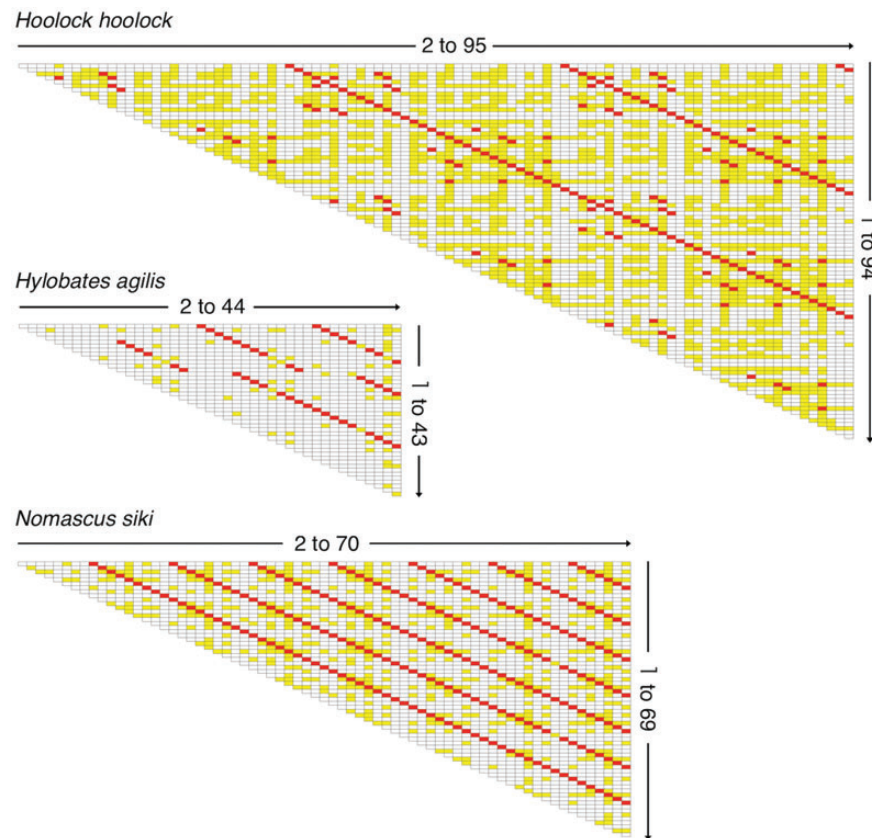 Hoolock hoolock
2 to 95
1 to 94
Hylobates agilis
2 to 44
1 to 43
Nomascus siki
2 to 70
1 to 69